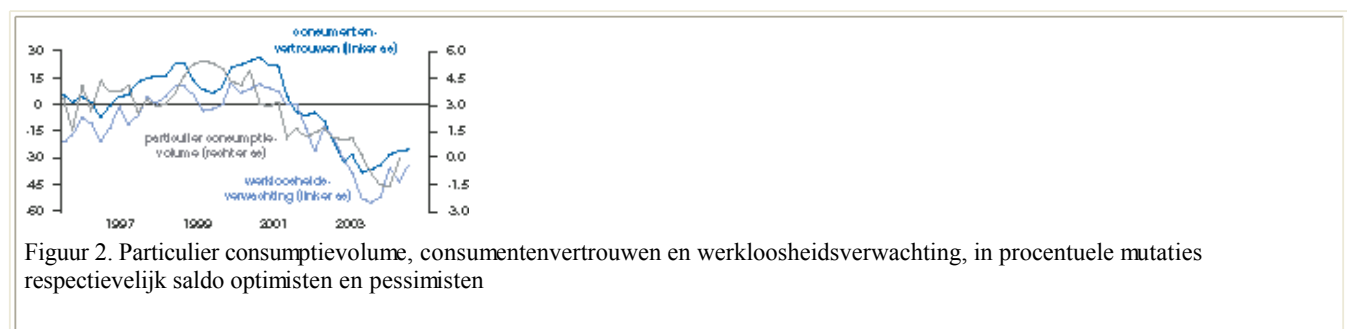 consumenten-
vertrouwen (linker as)
30
6.0
15
4.5
0
3.0
-15
1.5
particulier consumptie-
volume (rechter as)
-30
0.0
werkloosheids-
verwachting (linker as)
-45
-1.5
-60
-3.0
1997 1999 2001 2003
Figuur 2. Particulier consumptievolume, consumentenvertrouwen en werkloosheidsverwachting, in procentuele mutaties
respectievelijk saldo optimisten en pessimisten